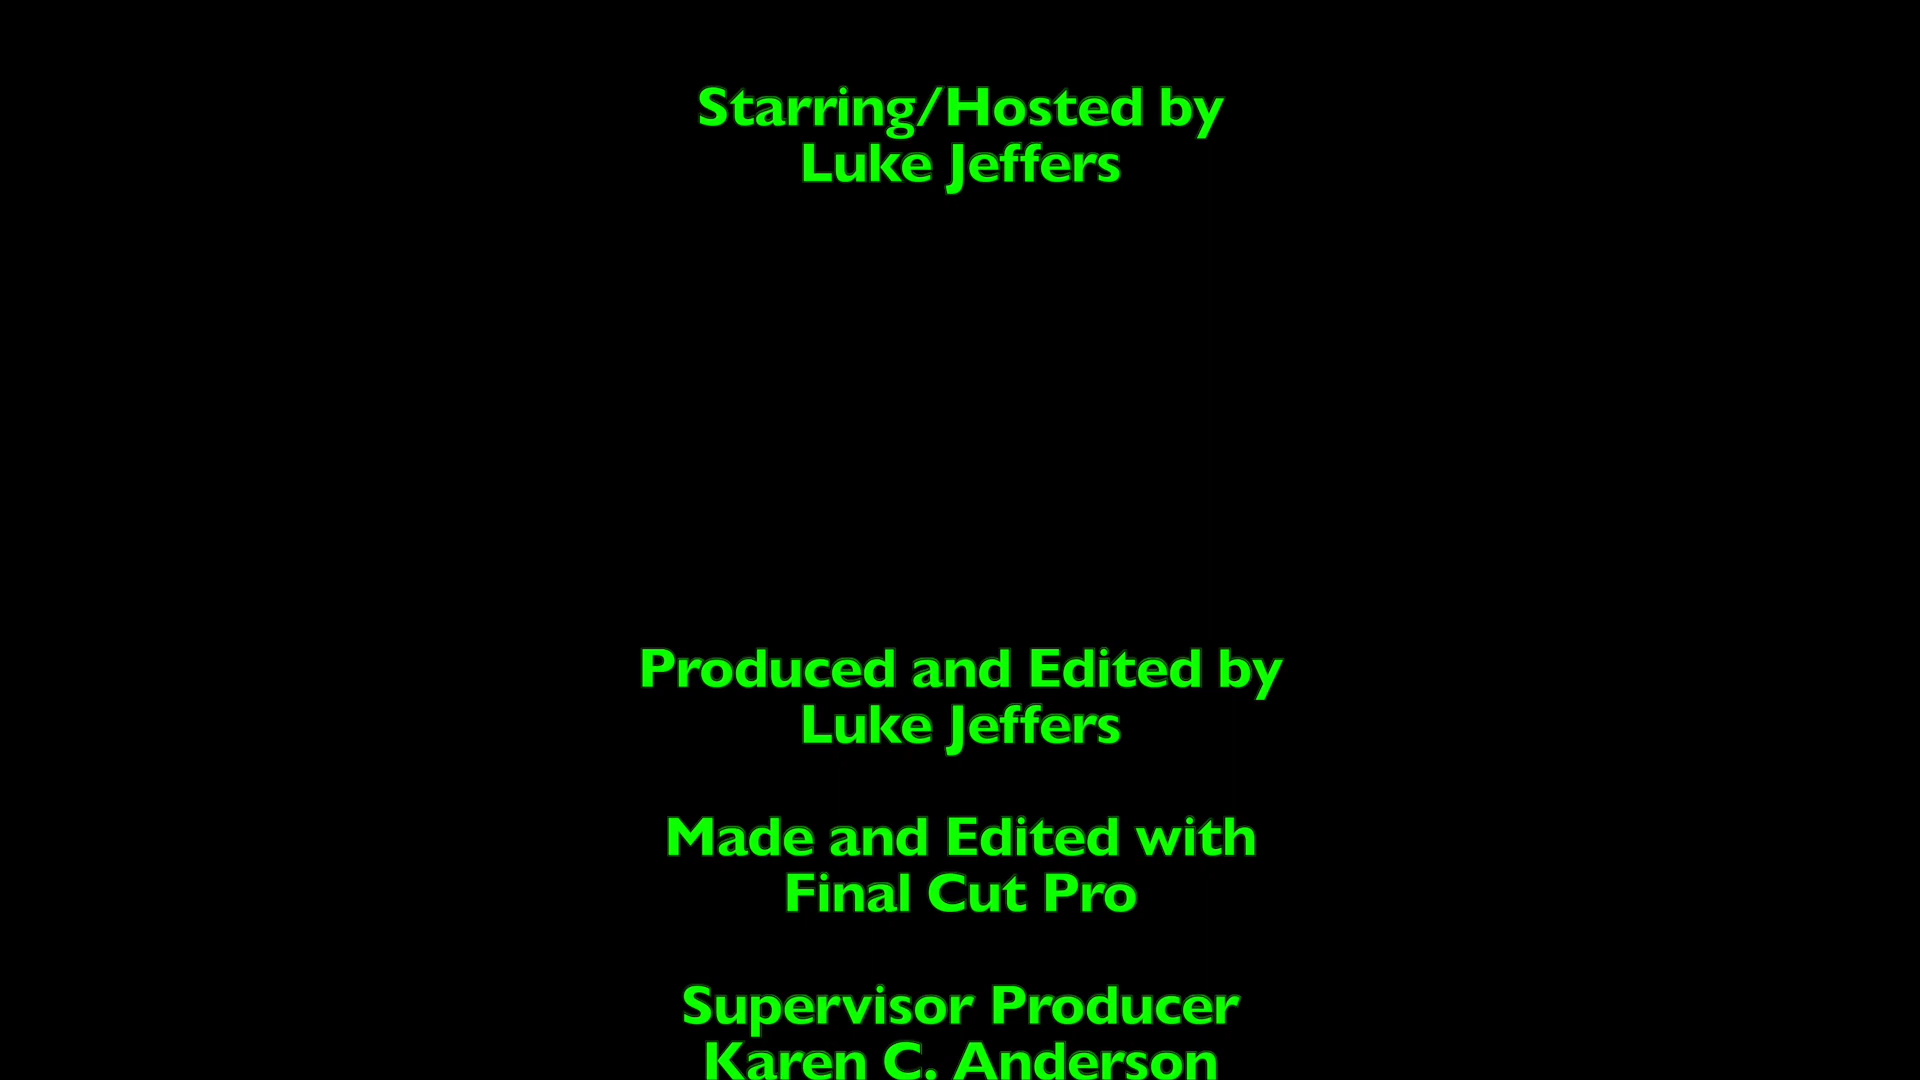 Starring/Hosted by
Luke Jeffers
Produced and Edited by
Luke Jeffers
Made and Edited with
Final Cut Pro
Supervisor Producer
Karen C. Anderson